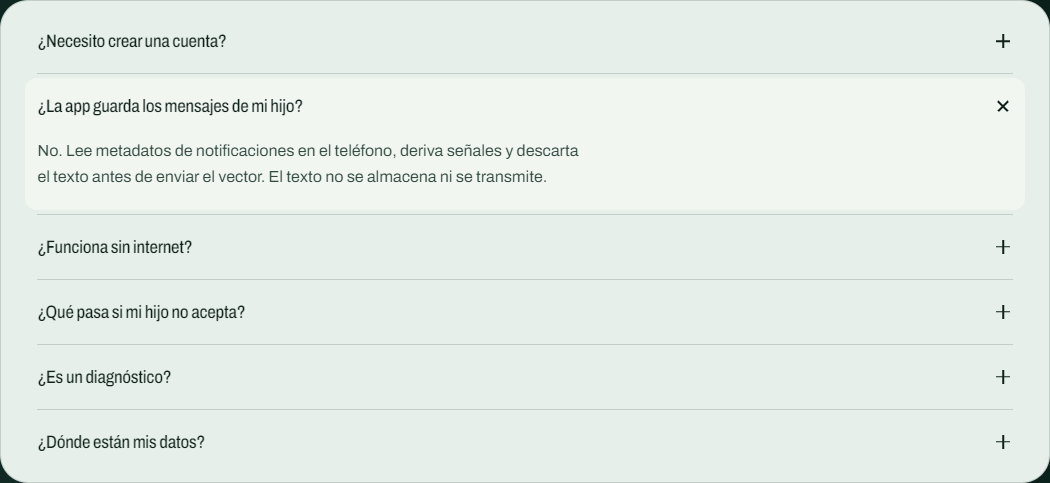 ¿Necesito crear una cuenta?
¿La app guarda los mensajes de mi hijo?
No. Lee metadatos de notificaciones en el teléfono, deriva señales y descarta
el texto antes de enviar el vector. El texto no se almacena ni se transmite.
¿Funciona sin internet?
¿Qué pasa si mi hijo no acepta?
¿Es un diagnóstico?
¿Dónde están mis datos?